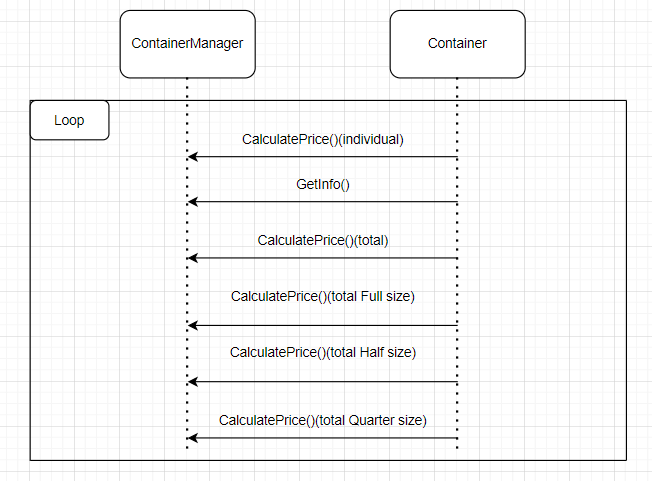 ContainerManager
Container
Loop
CalculatePrice()(individual)
GetInfo()
CalculatePrice()(total)
CalculatePrice()(total Full size)
CalculatePrice()(total Half size)
CalculatePrice()(total Quarter size)